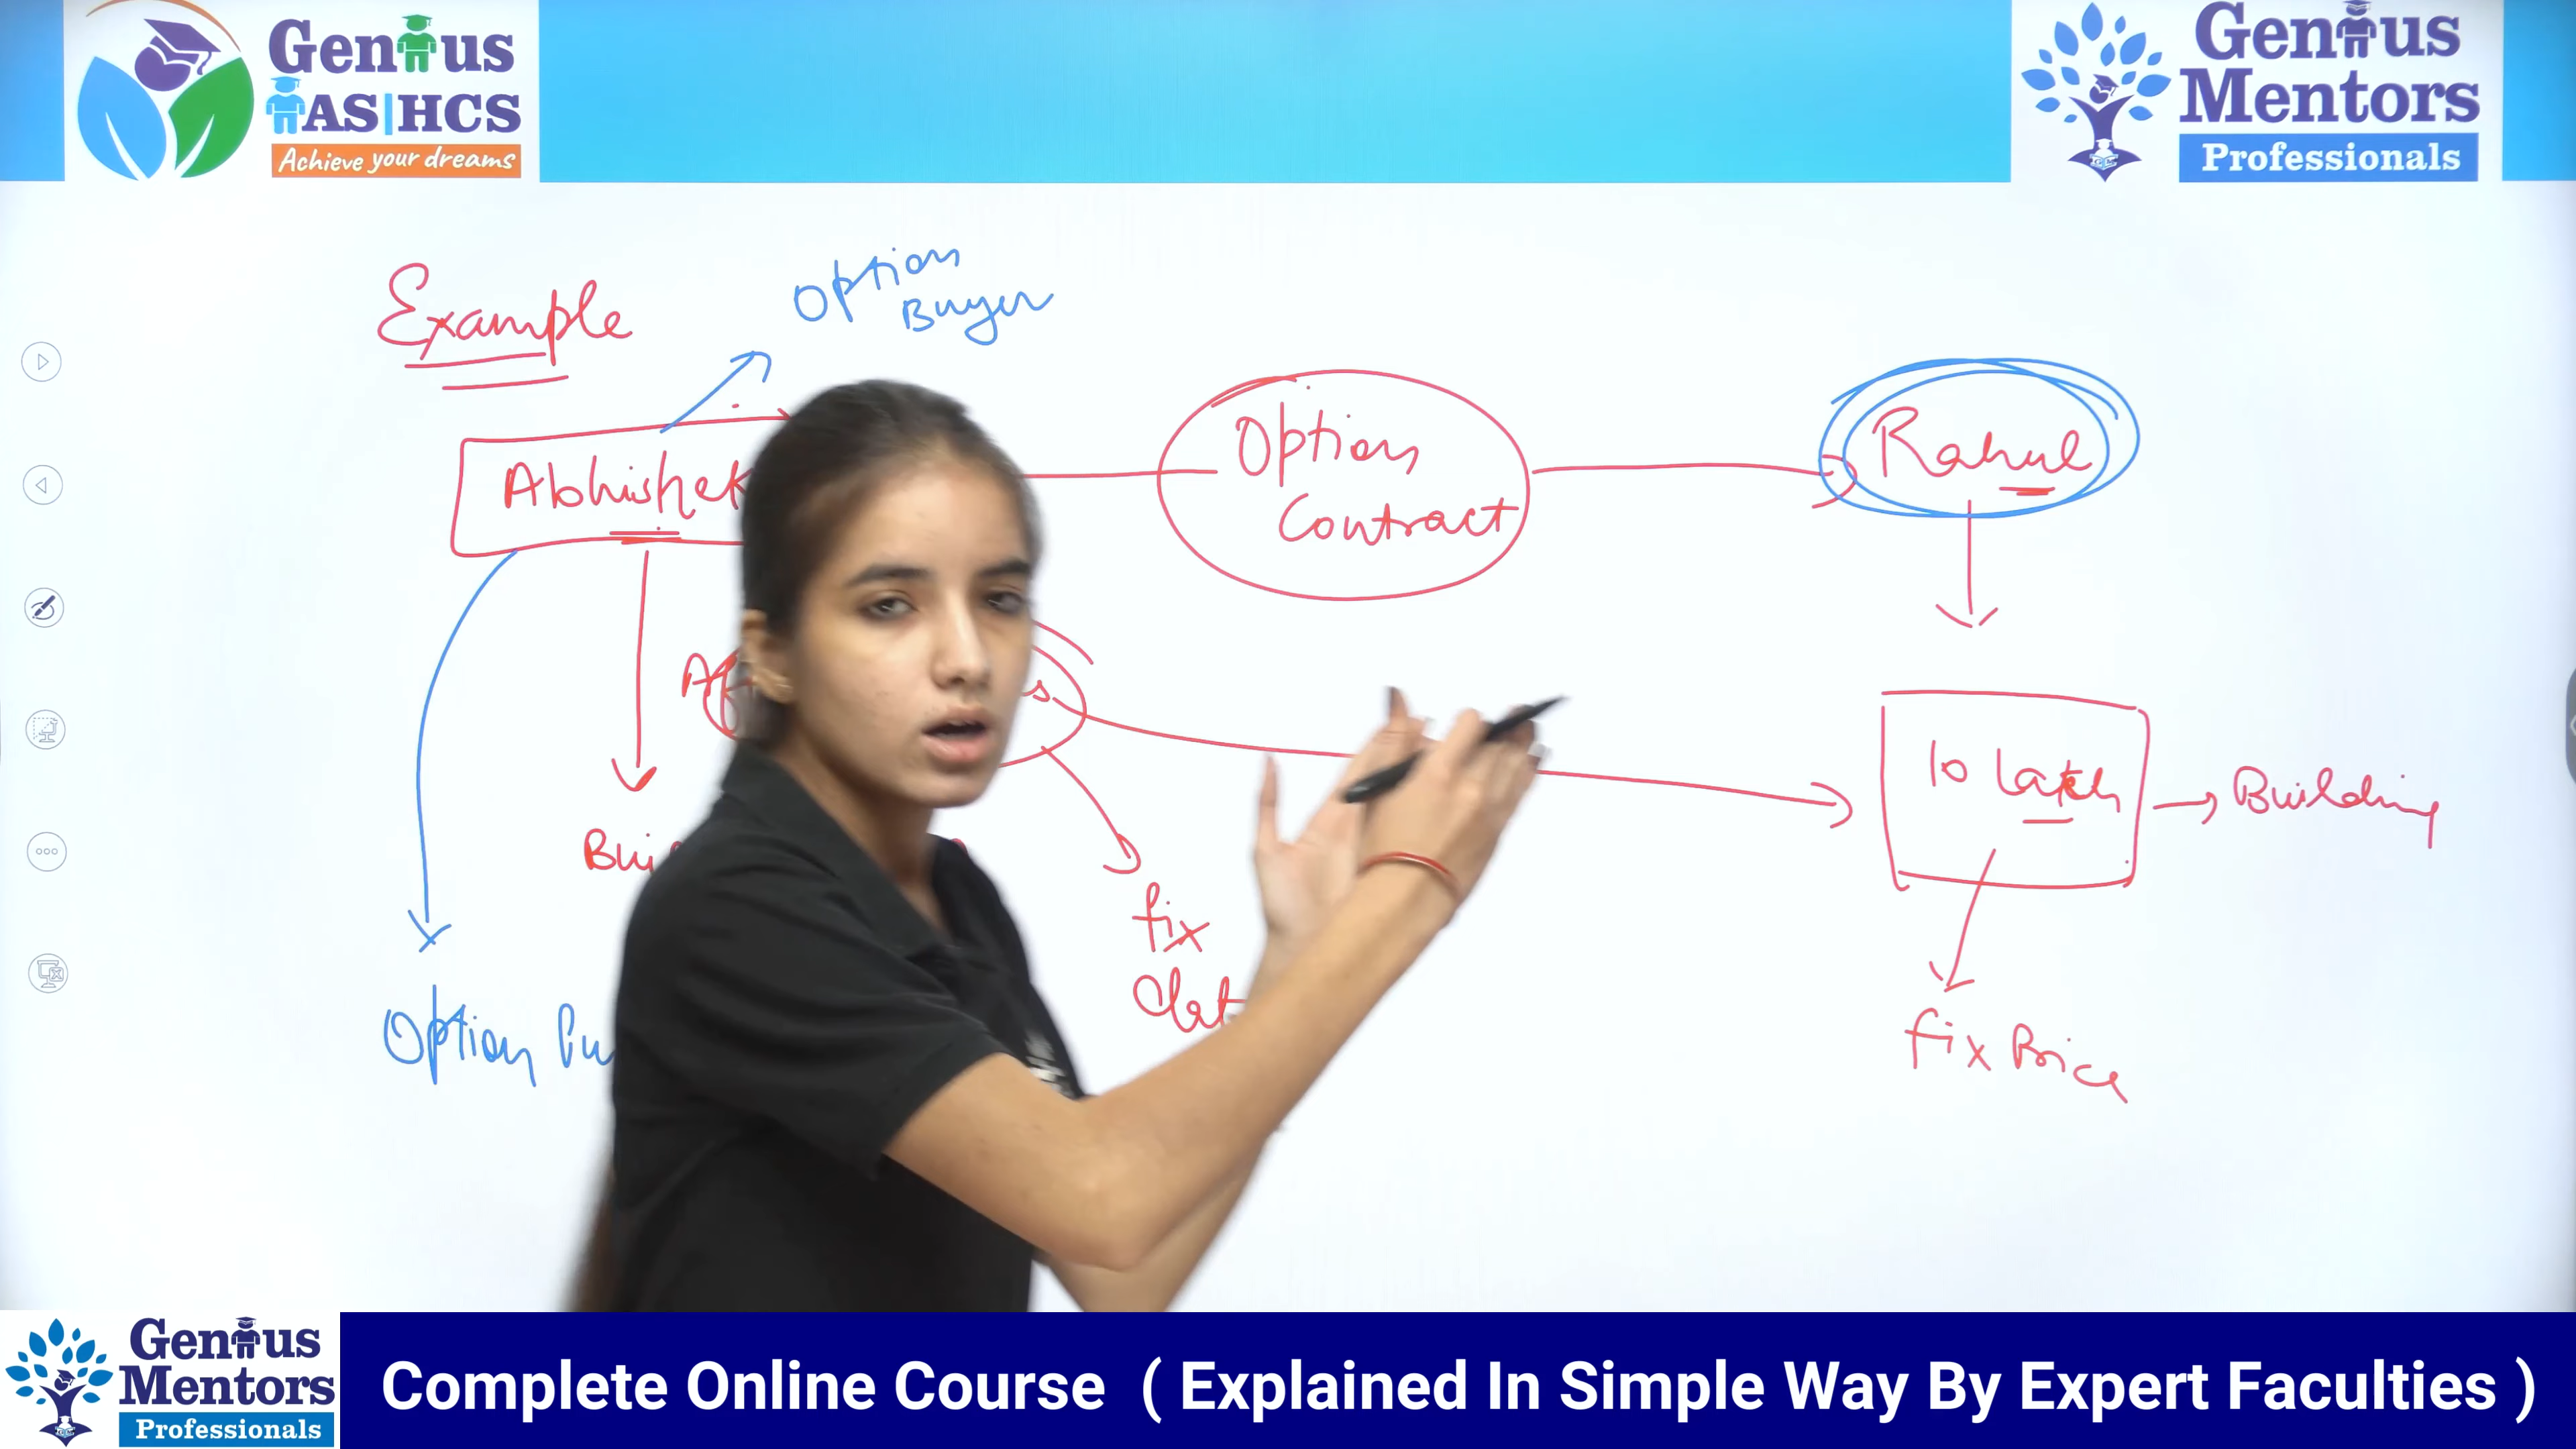 Genius
IAS|HCS
Achieve your dreams
Genius
Mentors
Professionals
Example
Option
Buyer
Abhishek
Option
Contract
Rahul
10 lakh
Building
fix
fix Price
Option
Genius
Mentors
Professionals
Complete Online Course ( Explained In Simple Way By Expert Faculties )